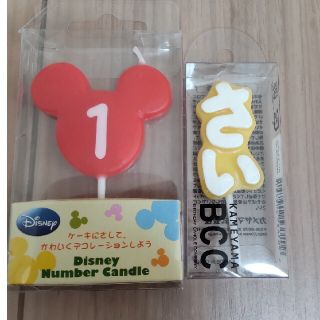 1
Disney
ケーキにさして、
かわいくデコレーションしよう
Disney
Number Candle
さい
KAMEYAMA
BCC